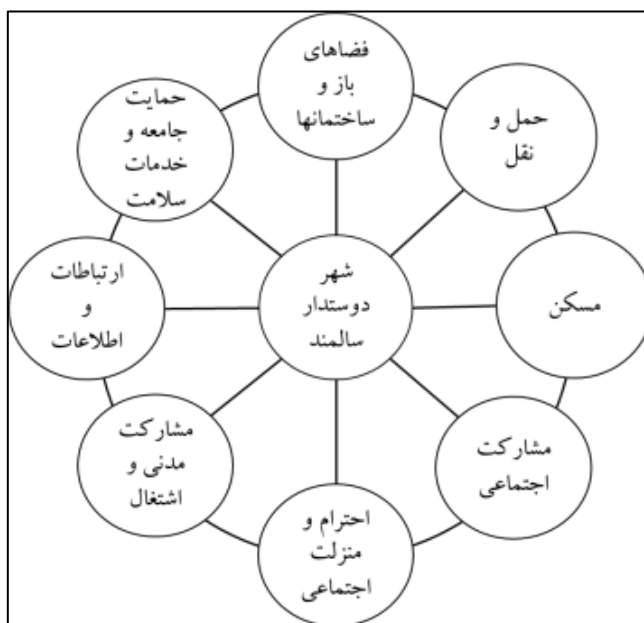 فضاهای
باز و
ساختمانها
حمل و
نقل
مسکن
مشارکت
اجتماعی
احترام و
منزلت
اجتماعی
مشارکت
مدنی و
اشتغال
ارتباطات
و
اطلاعات
حمایت
جامعه و
خدمات
سلامت
شهر
دوستدار
سالمند